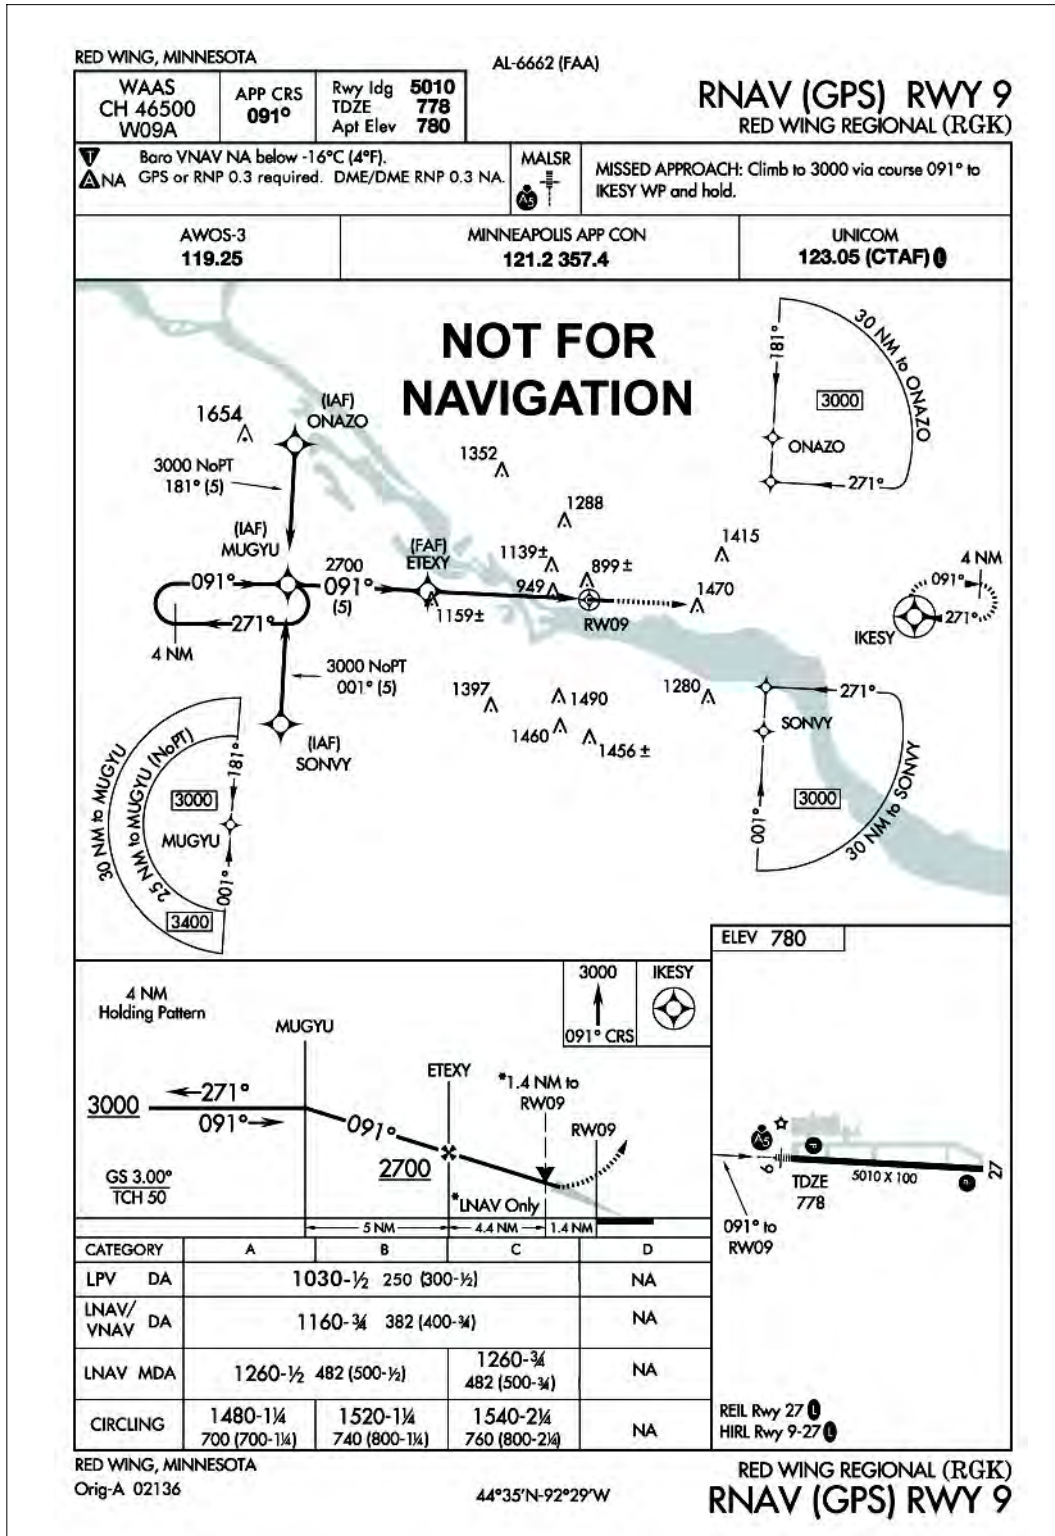 RED WING, MINNESOTA
AL-6662 (FAA)
WAAS
CH 46500
W09A
APP CRS
091°
Rwy ldg 5010
TDZE 778
Apt Elev 780
RNAV (GPS) RWY 9
RED WING REGIONAL (RGK)
T
A NA
Baro VNAV NA below -16°C (4°F).
GPS or RNP 0.3 required. DME/DME RNP 0.3 NA.
MALSR
A5
MISSED APPROACH: Climb to 3000 via course 091° to
IKESY WP and hold.
AWOS-3
119.25
MINNEAPOLIS APP CON
121.2 357.4
UNICOM
123.05 (CTAF) L
NOT FOR
NAVIGATION
181°
30 NM to ONAZO
3000
ONAZO
271°
1654
(IAF)
ONAZO
3000 NoPT
181° (5)
1352
1288
(IAF)
MUGYU
2700
091°
(5)
091°
271°
4 NM
(FAF)
ETEXY
1159±
1139±
949
899±
RW09
1415
1470
4 NM
091°
271°
IKESY
3000 NoPT
001° (5)
(IAF)
SONVY
1397
1490
1460
1456±
1280
271°
SONVY
3000
001°
30 NM to SONVY
30 NM to MUGYU
25 NM to MUGYU (NoPT)
181°
3000
MUGYU
001°
3400
ELEV 780
4 NM
Holding Pattern
MUGYU
3000
091° CRS
IKESY
ETEXY
*1.4 NM to
RW09
RW09
3000
271°
091°
091°
2700
GS 3.00°
TCH 50
*LNAV Only
5 NM
4.4 NM
1.4 NM
A5
P
9
TDZE
778
5010 X 100
P
27
091° to
RW09
CATEGORY A B C D
LPV DA 1030-½ 250 (300-½) NA
LNAV/
VNAV DA 1160-¾ 382 (400-¾) NA
LNAV MDA 1260-½ 482 (500-½) 1260-¾
482 (500-¾) NA
CIRCLING 1480-1¼ 1520-1¼ 1540-2¼ NA
700 (700-1¼) 740 (800-1¼) 760 (800-2¼)
REIL Rwy 27 L
HIRL Rwy 9-27 L
RED WING, MINNESOTA
Orig-A 02136
44°35'N-92°29'W
RED WING REGIONAL (RGK)
RNAV (GPS) RWY 9